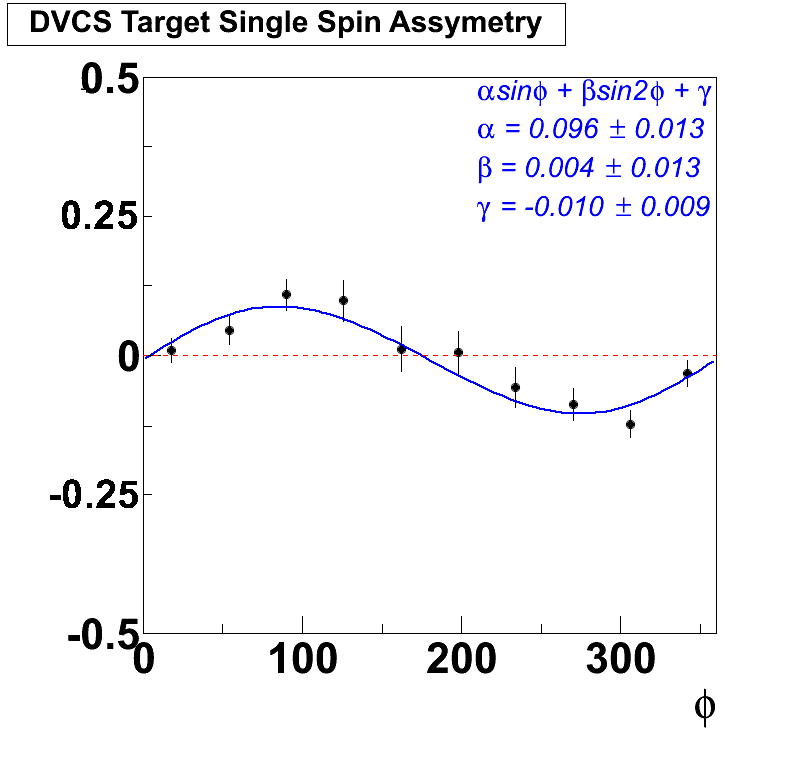 DVCS Target Single Spin Assymetry
0.5
αsinϕ + βsin2ϕ + γ
α = 0.096 ± 0.013
β = 0.004 ± 0.013
γ = -0.010 ± 0.009
0.25
0
-0.25
-0.5
0 100 200 300
ϕ